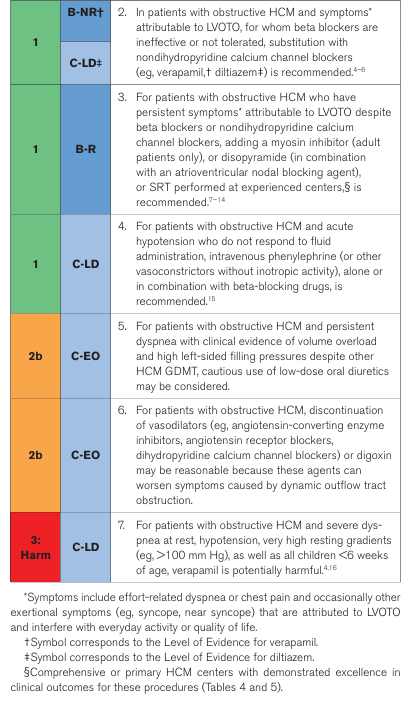 1
B-NR†
C-LD‡
2. In patients with obstructive HCM and symptoms*
attributable to LVOTO, for whom beta blockers are
ineffective or not tolerated, substitution with
nondihydropyridine calcium channel blockers
(eg, verapamil,† diltiazem‡) is recommended.4–6
1
B-R
3. For patients with obstructive HCM who have
persistent symptoms* attributable to LVOTO despite
beta blockers or nondihydropyridine calcium
channel blockers, adding a myosin inhibitor (adult
patients only), or disopyramide (in combination
with an atrioventricular nodal blocking agent),
or SRT performed at experienced centers,§ is
recommended.7–14
1
C-LD
4. For patients with obstructive HCM and acute
hypotension who do not respond to fluid
administration, intravenous phenylephrine (or other
vasoconstrictors without inotropic activity), alone or
in combination with beta-blocking drugs, is
recommended.15
2b
C-EO
5. For patients with obstructive HCM and persistent
dyspnea with clinical evidence of volume overload
and high left-sided filling pressures despite other
HCM GDMT, cautious use of low-dose oral diuretics
may be considered.
2b
C-EO
6. For patients with obstructive HCM, discontinuation
of vasodilators (eg, angiotensin-converting enzyme
inhibitors, angiotensin receptor blockers,
dihydropyridine calcium channel blockers) or digoxin
may be reasonable because these agents can
worsen symptoms caused by dynamic outflow tract
obstruction.
3:
Harm
C-LD
7. For patients with obstructive HCM and severe dys-
pnea at rest, hypotension, very high resting gradients
(eg, >100 mm Hg), as well as all children <6 weeks
of age, verapamil is potentially harmful.4,16
*Symptoms include effort-related dyspnea or chest pain and occasionally other
exertional symptoms (eg, syncope, near syncope) that are attributed to LVOTO
and interfere with everyday activity or quality of life.
†Symbol corresponds to the Level of Evidence for verapamil.
‡Symbol corresponds to the Level of Evidence for diltiazem.
§Comprehensive or primary HCM centers with demonstrated excellence in
clinical outcomes for these procedures (Tables 4 and 5).